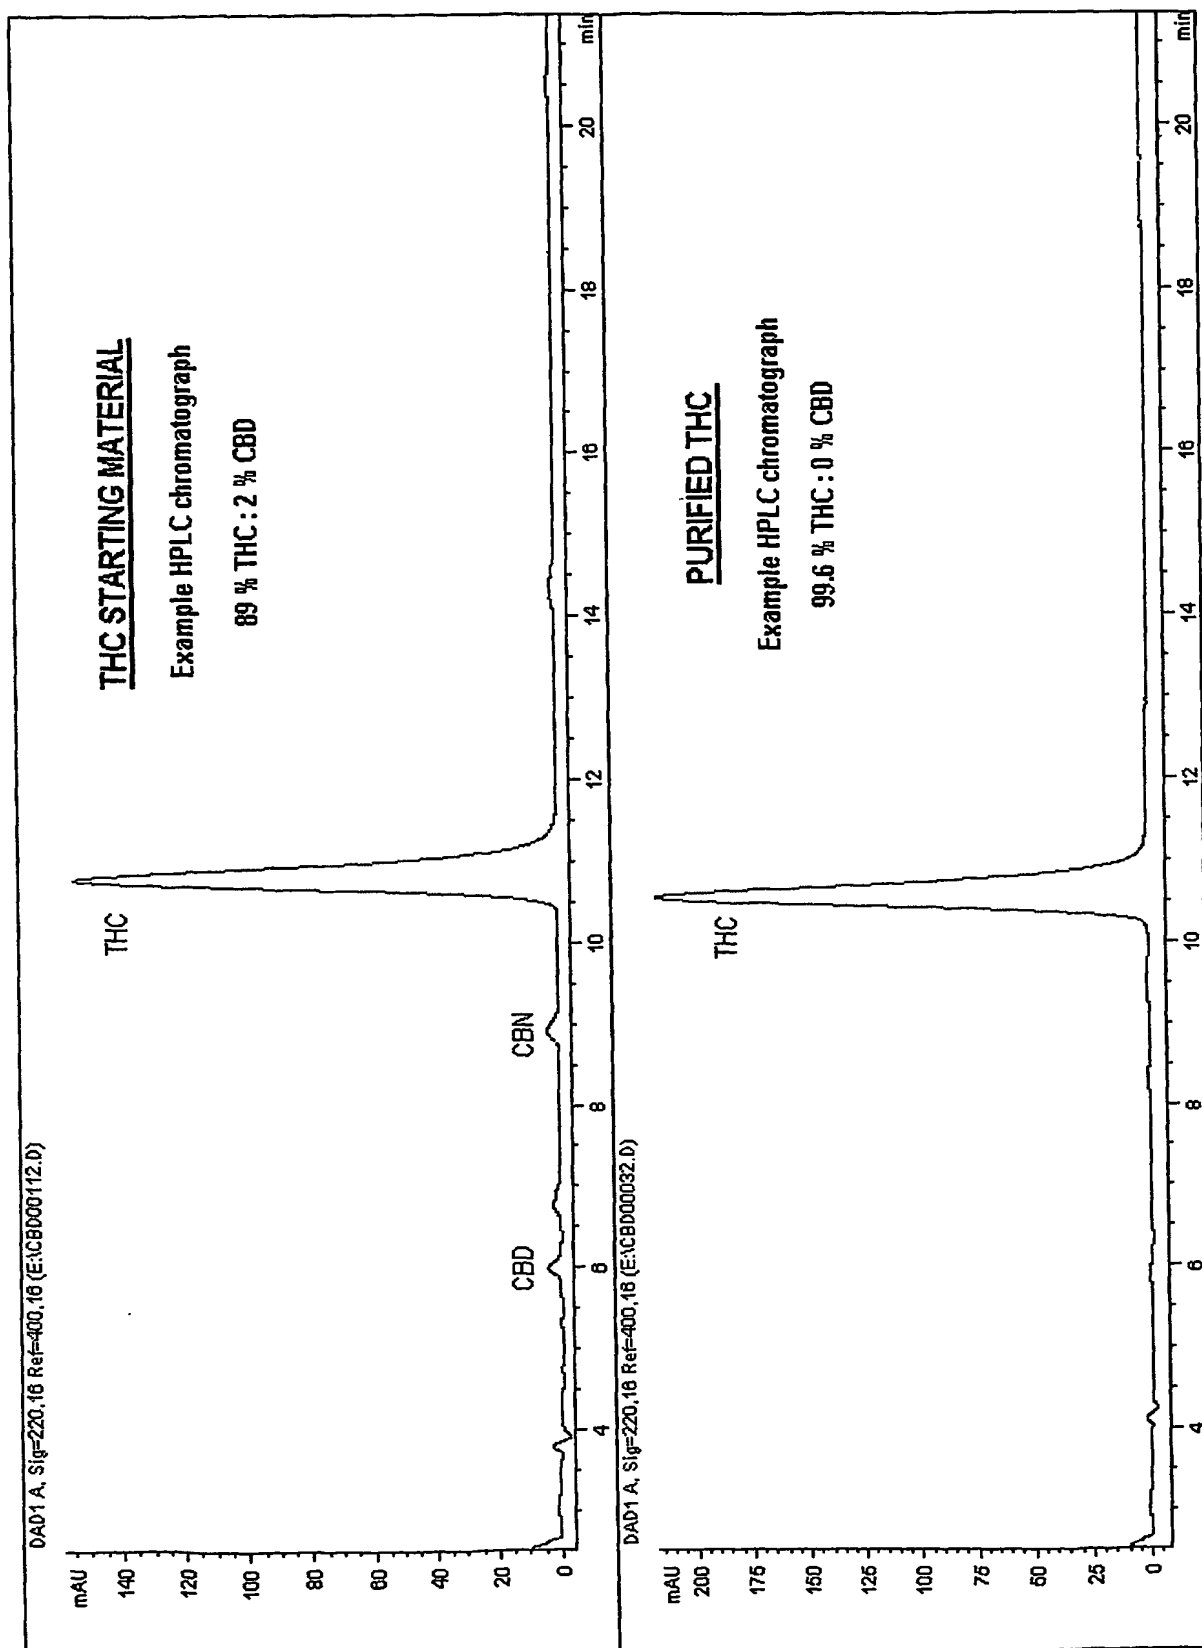 DAD1 A, Sig=220,16 Ref=400,16 (E:\CBD00112.D)
mAU
140
120
100
80
60
40
20
0
THC STARTING MATERIAL
Example HPLC chromatograph
89 % THC : 2 % CBD
CBD
CBN
THC
4
6
8
10
12
14
16
18
20
min
DAD1 A, Sig=220,16 Ref=400,16 (E:\CBD00032.D)
mAU
200
175
150
125
100
75
50
25
0
PURIFIED THC
Example HPLC chromatograph
99.6 % THC : 0 % CBD
THC
4
6
8
10
12
14
16
18
20
min